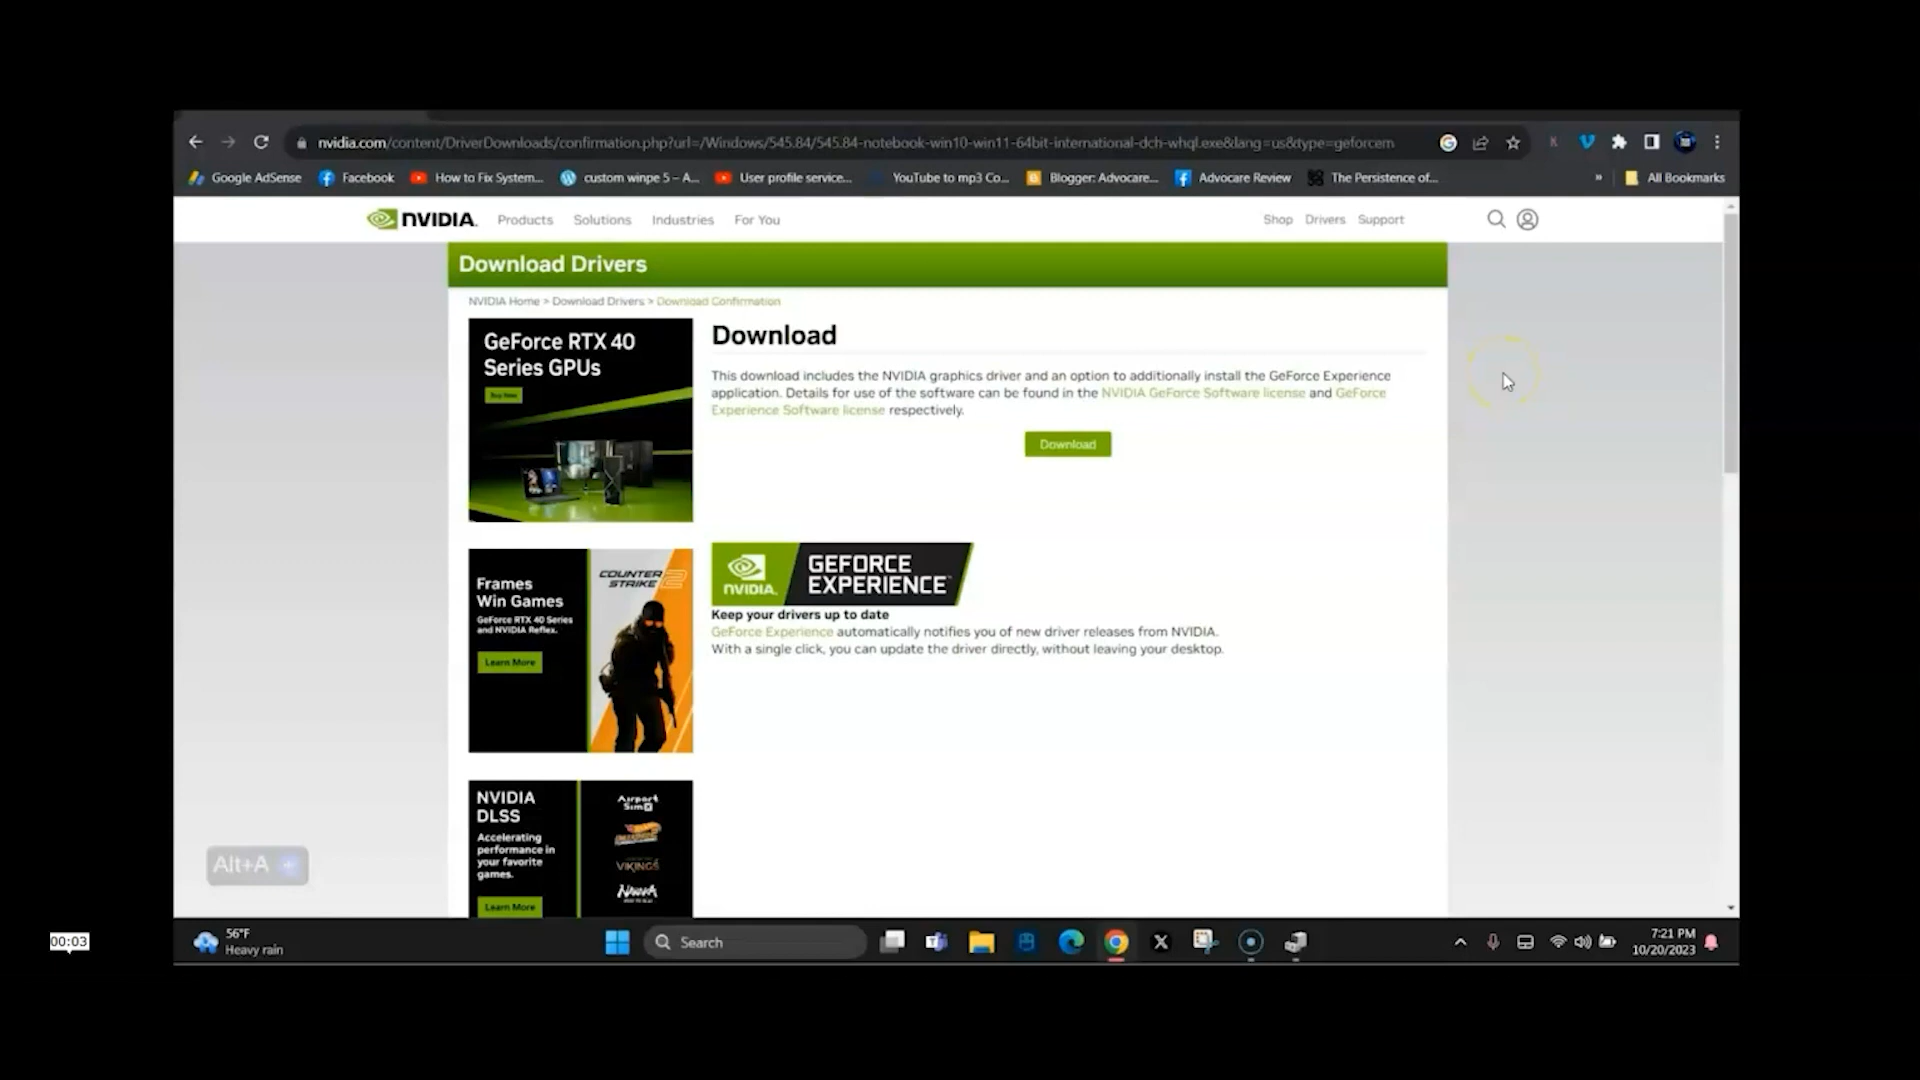 nvidia.com/content/DriverDownloads/confirmation.php?url=/Windows/545.84/545.84-notebook-win10-win11-64bit-international-dch-whql.exe&lang=us&type=geforcem
Google AdSense
Facebook
How to Fix System...
custom winpe 5 – A...
User profile service...
YouTube to mp3 Co...
Blogger: Advocare...
Advocare Review
The Persistence of...
»
All Bookmarks
NVIDIA.
Products
Solutions
Industries
For You
Shop
Drivers
Support
Download Drivers
NVIDIA Home > Download Drivers > Download Confirmation
GeForce RTX 40
Series GPUs
Buy Now
Download
This download includes the NVIDIA graphics driver and an option to additionally install the GeForce Experience
application. Details for use of the software can be found in the NVIDIA GeForce Software license and GeForce
Experience Software license respectively.
Download
Frames
Win Games
GeForce RTX 40 Series
and NVIDIA Reflex.
Learn More
COUNTER
STRIKE 2
NVIDIA.
GEFORCE
EXPERIENCE
Keep your drivers up to date
GeForce Experience automatically notifies you of new driver releases from NVIDIA.
With a single click, you can update the driver directly, without leaving your desktop.
NVIDIA
DLSS
Accelerating
performance in
your favorite
games.
Learn More
Airport
Sim
VIKINGS
Alt+A
00:03
56°F
Heavy rain
Search
7:21 PM
10/20/2023